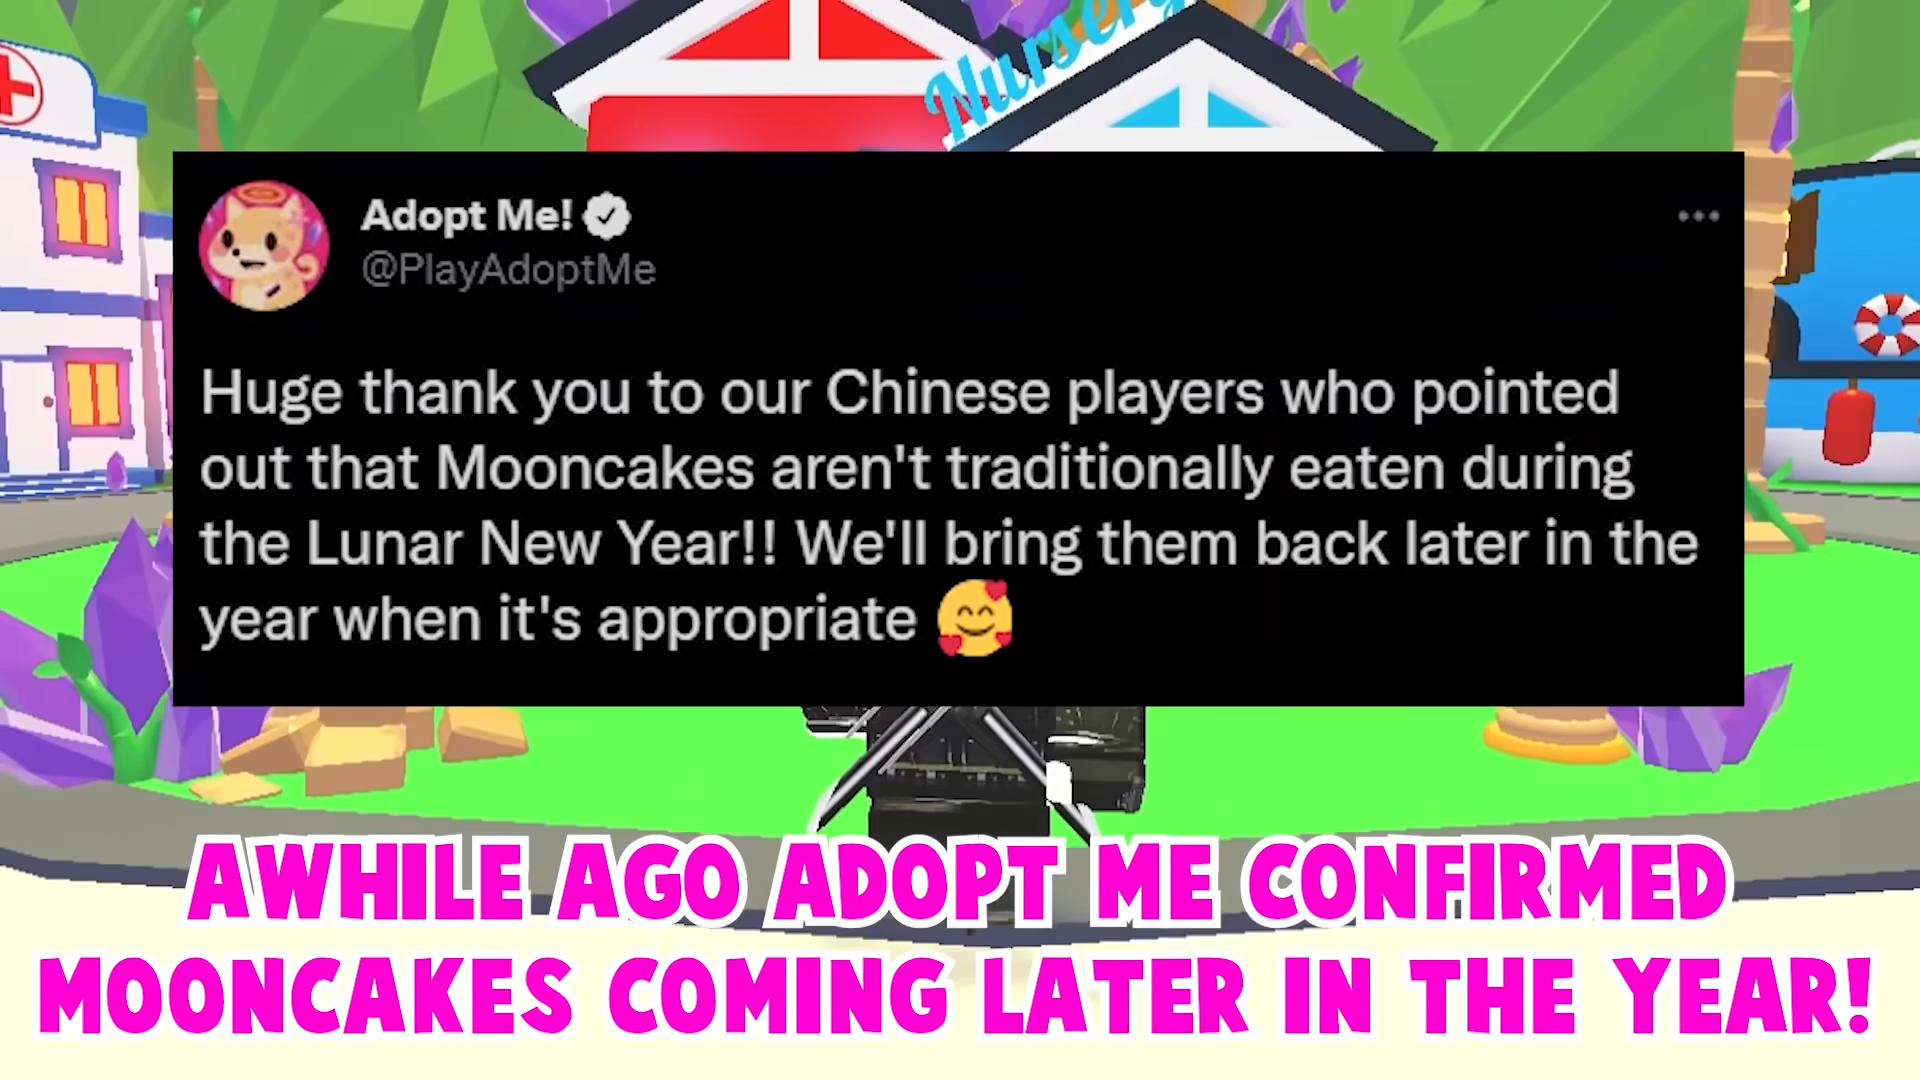 Nursery
Adopt Me!
@PlayAdoptMe
Huge thank you to our Chinese players who pointed
out that Mooncakes aren't traditionally eaten during
the Lunar New Year!! We'll bring them back later in the
year when it's appropriate 🥰
AWHILE AGO ADOPT ME CONFIRMED
MOONCAKES COMING LATER IN THE YEAR!